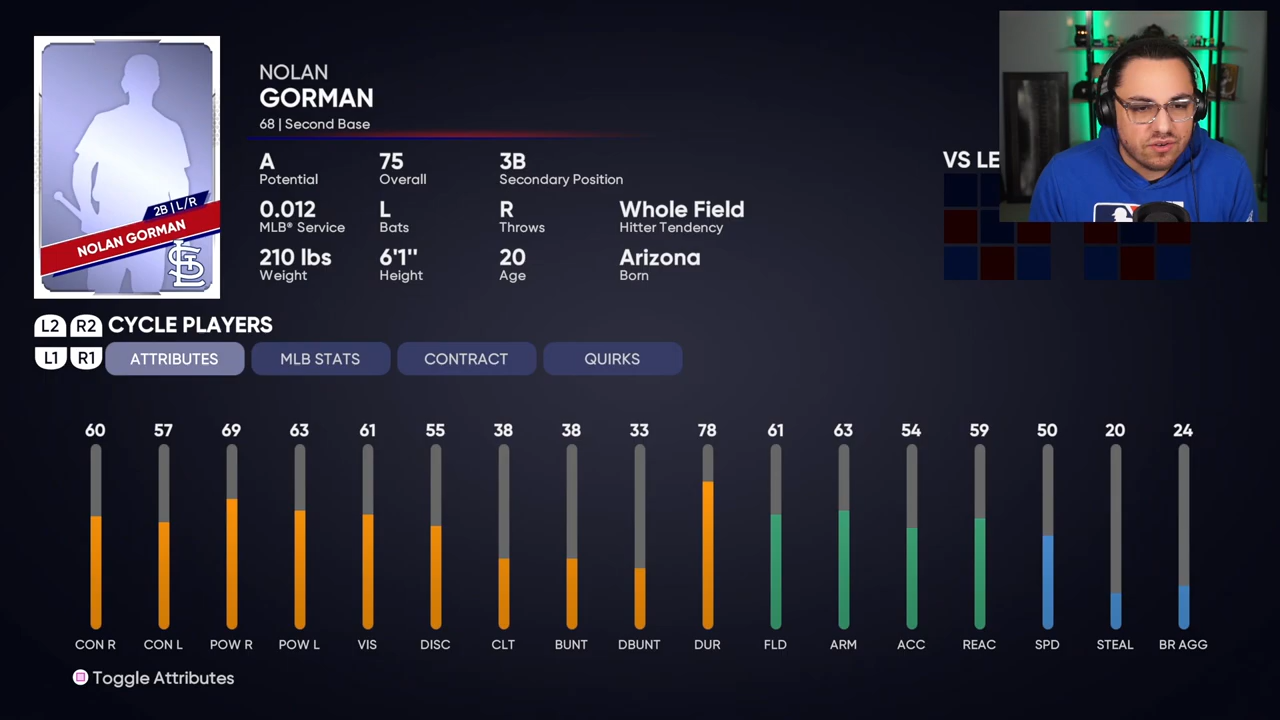 NOLAN
GORMAN
68 | Second Base
A
Potential
75
Overall
3B
Secondary Position
0.012
MLB® Service
L
Bats
R
Throws
Whole Field
Hitter Tendency
210 lbs
Weight
6'1''
Height
20
Age
Arizona
Born
2B | L/R
NOLAN GORMAN
STL
VS LE
L2 R2 CYCLE PLAYERS
L1 R1 ATTRIBUTES MLB STATS CONTRACT QUIRKS
60 57 69 63 61 55 38 38 33 78 61 63 54 59 50 20 24
CON R CON L POW R POW L VIS DISC CLT BUNT DBUNT DUR FLD ARM ACC REAC SPD STEAL BR AGG
Toggle Attributes